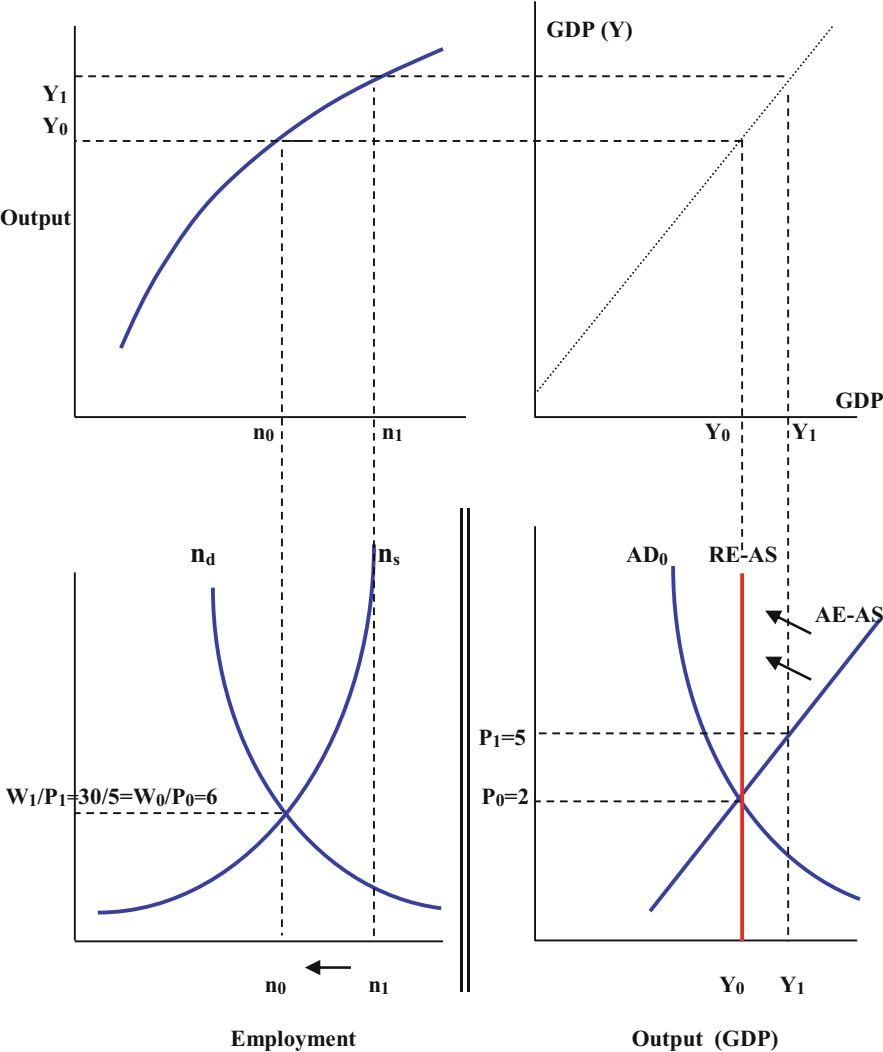 GDP (Y)
Y1
Y0
Output
GDP
n0
n1
Y0
Y1
nd
ns
AD0
RE-AS
AE-AS
P1=5
W1/P1=30/5=W0/P0=6
P0=2
n0
n1
Y0
Y1
Employment
Output (GDP)